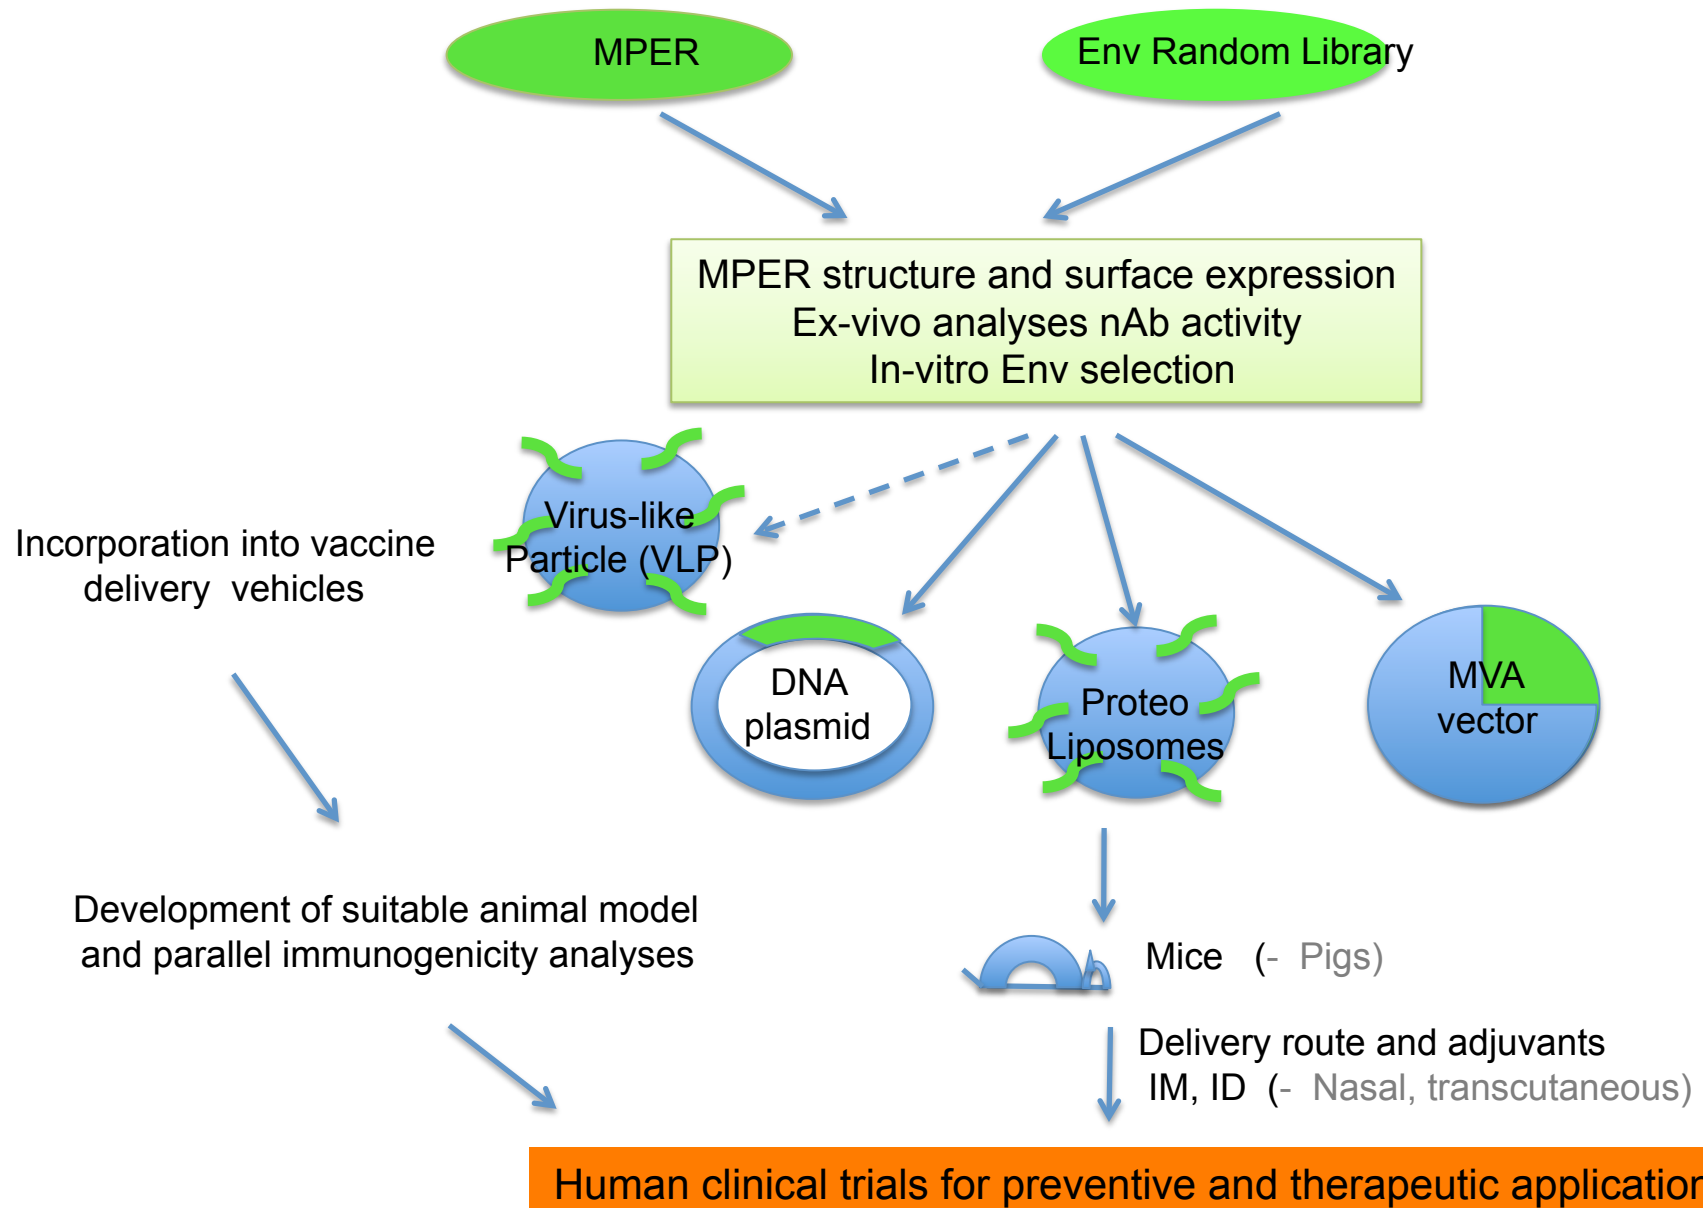 MPER
Env Random Library
MPER structure and surface expression
Ex-vivo analyses nAb activity
In-vitro Env selection
Virus-like
Particle (VLP)
Incorporation into vaccine
delivery vehicles
DNA
plasmid
Proteo
Liposomes
MVA
vector
Development of suitable animal model
and parallel immunogenicity analyses
Mice (- Pigs)
Delivery route and adjuvants
IM, ID (- Nasal, transcutaneous)
Human clinical trials for preventive and therapeutic application